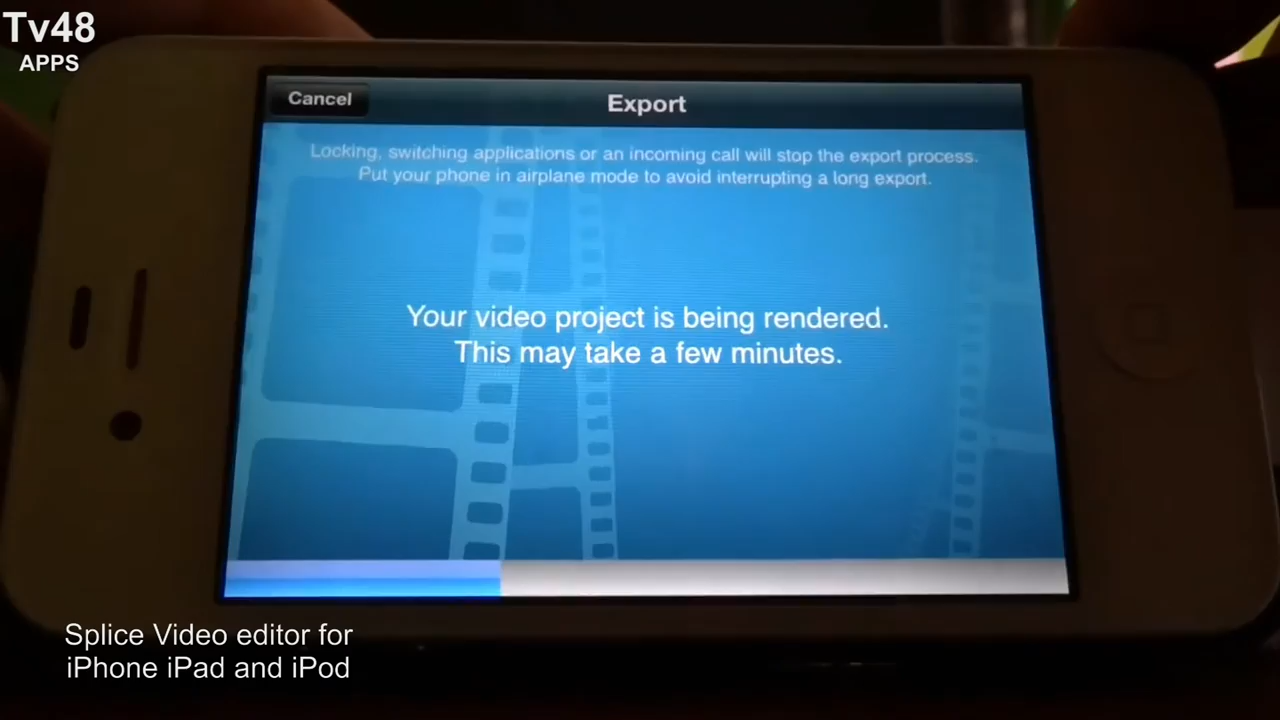 Tv48
APPS
Cancel
Export
Locking, switching applications or an incoming call will stop the export process.
Put your phone in airplane mode to avoid interrupting a long export.
Your video project is being rendered.
This may take a few minutes.
Splice Video editor for
iPhone iPad and iPod